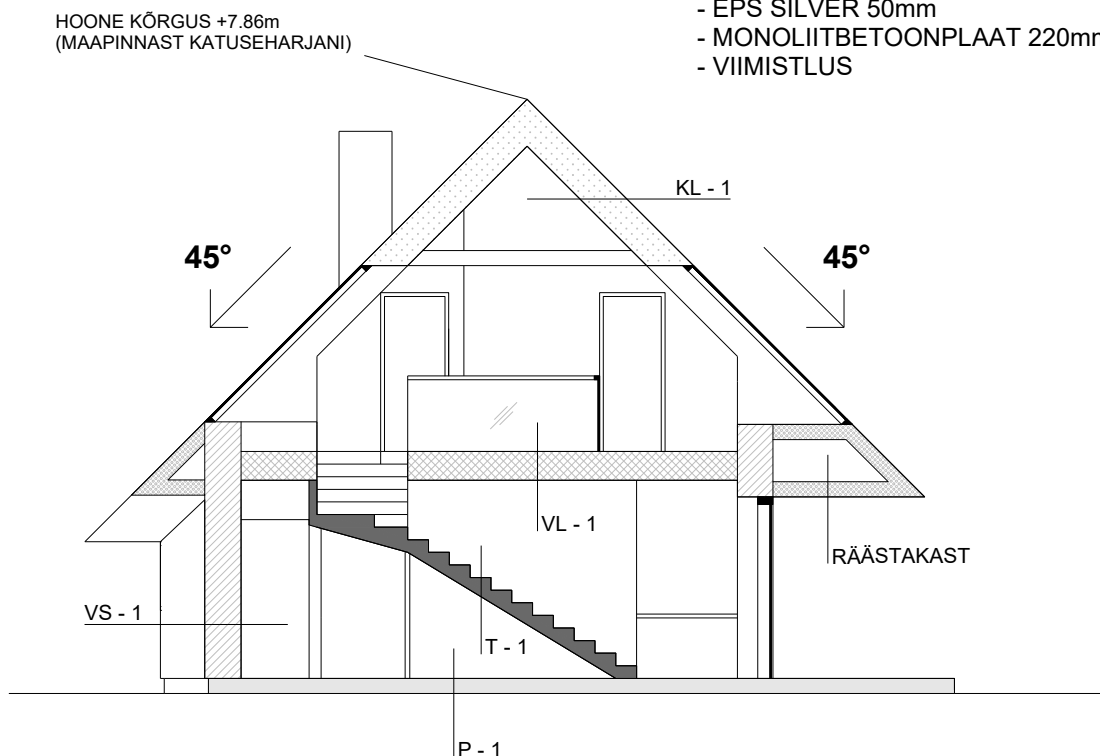 HOONE KÕRGUS +7.86m
(MAAPINNAST KATUSEHARJANI)
- EPS SILVER 50mm
- MONOLIITBETOONPLAAT 220mm
- VIIMISTLUS
KL - 1
45°
45°
VL - 1
RÄÄSTAKAST
VS - 1
T - 1
P - 1